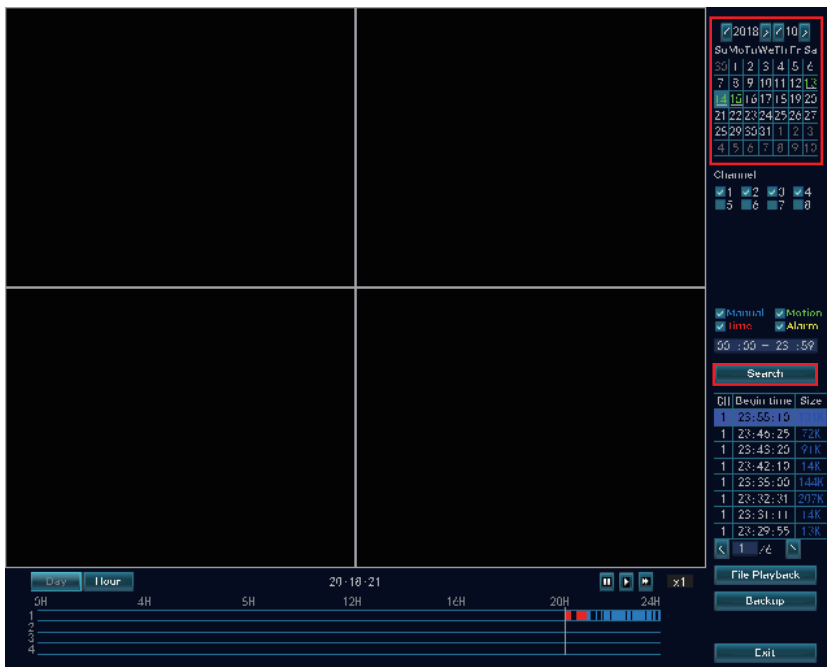 2018 10
Su Mo Tu We Th Fr Sa
30 1 2 3 4 5 6
7 8 9 10 11 12 13
14 15 16 17 18 19 20
21 22 23 24 25 26 27
28 29 30 31 1 2 3
4 5 6 7 8 9 10
Channel
1 2 3 4
5 6 7 8
Manual Motion
Time Alarm
00 :00 - 23 :59
Search
CH Begin time Size
1 23:55:10
1 23:46:25 72K
1 23:43:20 91K
1 23:42:10 14K
1 23:35:00 144K
1 23:32:31 207K
1 23:31:11 14K
1 23:29:55 13K
1 /6
File Playback
Backup
Exit
Day Hour 20:18:21 x1
0H 4H 8H 12H 16H 20H 24H
1
2
3
4